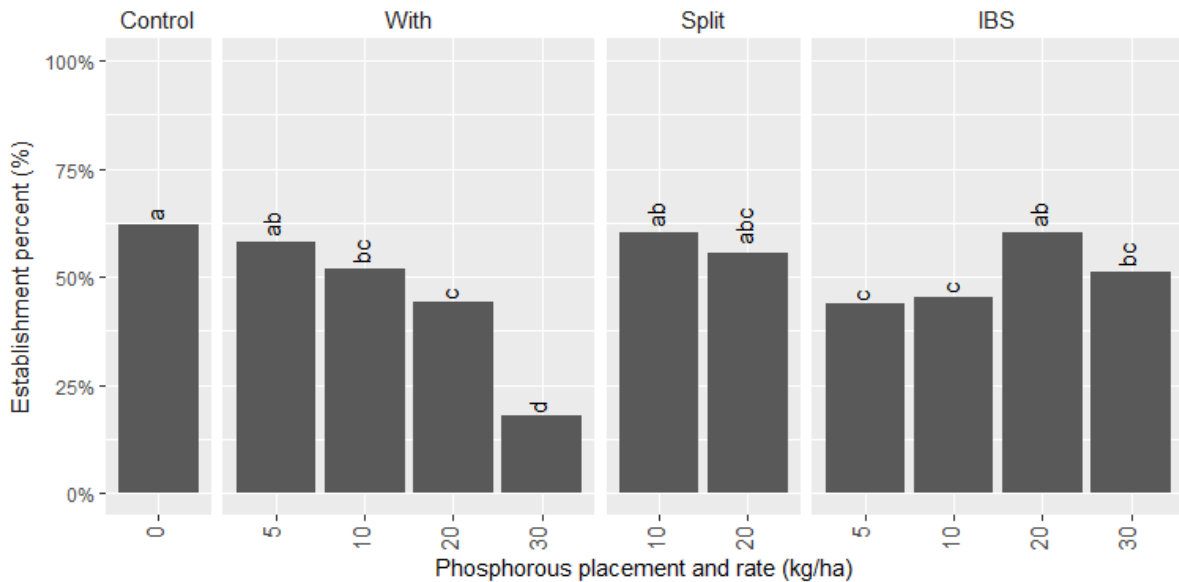 Control With Split IBS
Establishment percent (%)
100%
75%
50%
25%
0%
a ab bc c d ab abc c c ab bc
0 5 10 20 30 10 20 5 10 20 30
Phosphorous placement and rate (kg/ha)